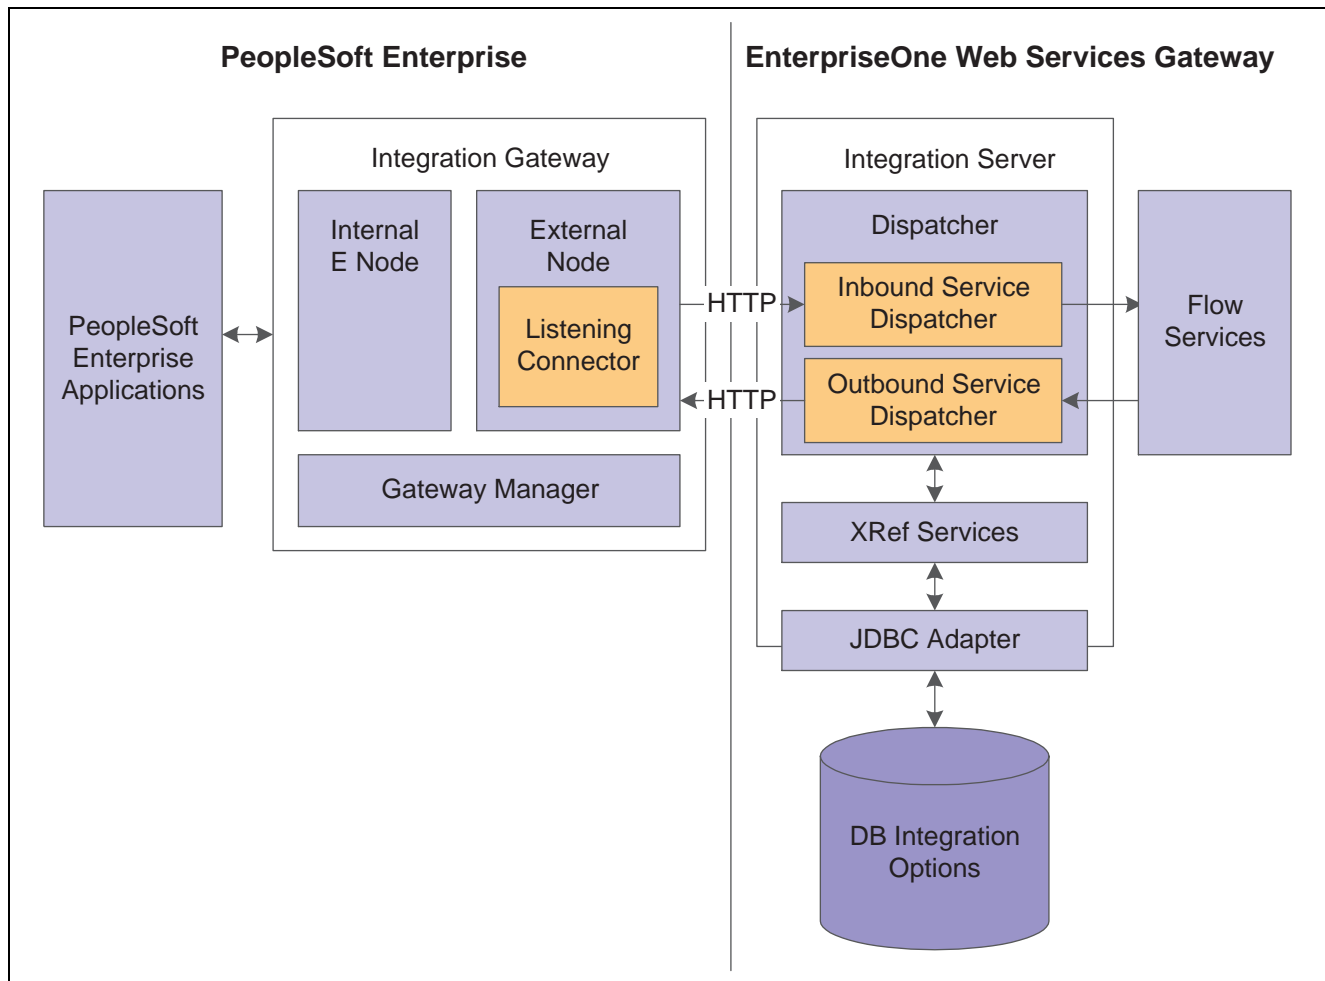 PeopleSoft Enterprise
EnterpriseOne Web Services Gateway
Integration Gateway
Integration Server
PeopleSoft
Enterprise
Applications
Internal
E Node
External
Node
Listening
Connector
Gateway Manager
HTTP
HTTP
Dispatcher
Inbound Service
Dispatcher
Outbound Service
Dispatcher
Flow
Services
XRef Services
JDBC Adapter
DB Integration
Options